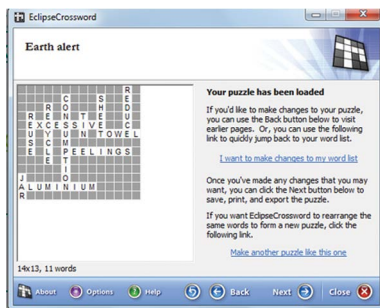 EclipseCrossword
Earth alert
R
C S E
R O H D
R E N T E U
E X C E S S I V E C
U Y U N T O W E L
S C M
E L P E E L I N G S
E T
I
J O
A L U M I N I U M
R
14x13, 11 words
Your puzzle has been loaded
If you'd like to make changes to your puzzle,
you can use the Back button below to visit
earlier pages. Or, you can use the following
link to quickly jump back to your word list.
I want to make changes to my word list
Once you've made any changes that you may
want, you can click the Next button below to
save, print, and export the puzzle.
If you want EclipseCrossword to rearrange the
same words to form a new puzzle, click the
following link.
Make another puzzle like this one
About Options Help Back Next Close